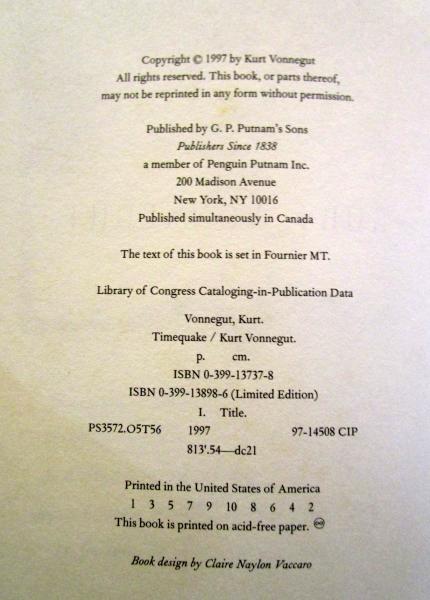 Copyright © 1997 by Kurt Vonnegut
All rights reserved. This book, or parts thereof,
may not be reprinted in any form without permission.
Published by G. P. Putnam's Sons
Publishers Since 1838
a member of Penguin Putnam Inc.
200 Madison Avenue
New York, NY 10016
Published simultaneously in Canada
The text of this book is set in Fournier MT.
Library of Congress Cataloging-in-Publication Data
Vonnegut, Kurt.
Timequake / Kurt Vonnegut.
p. cm.
ISBN 0-399-13737-8
ISBN 0-399-13898-6 (Limited Edition)
I. Title.
PS3572.O5T56 1997 97-14508 CIP
813'.54—dc21
Printed in the United States of America
1 3 5 7 9 10 8 6 4 2
This book is printed on acid-free paper. ♾
Book design by Claire Naylon Vaccaro